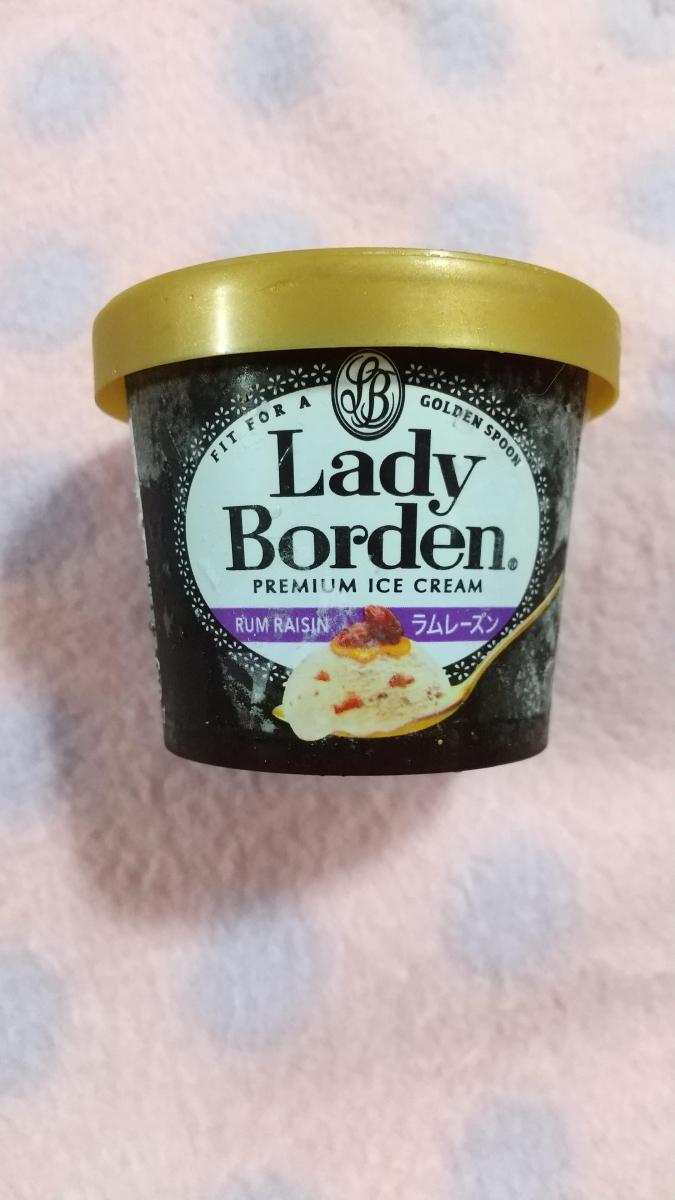 LB
FIT FOR A GOLDEN SPOON
Lady
Borden®
PREMIUM ICE CREAM
RUM RAISIN ラムレーズン